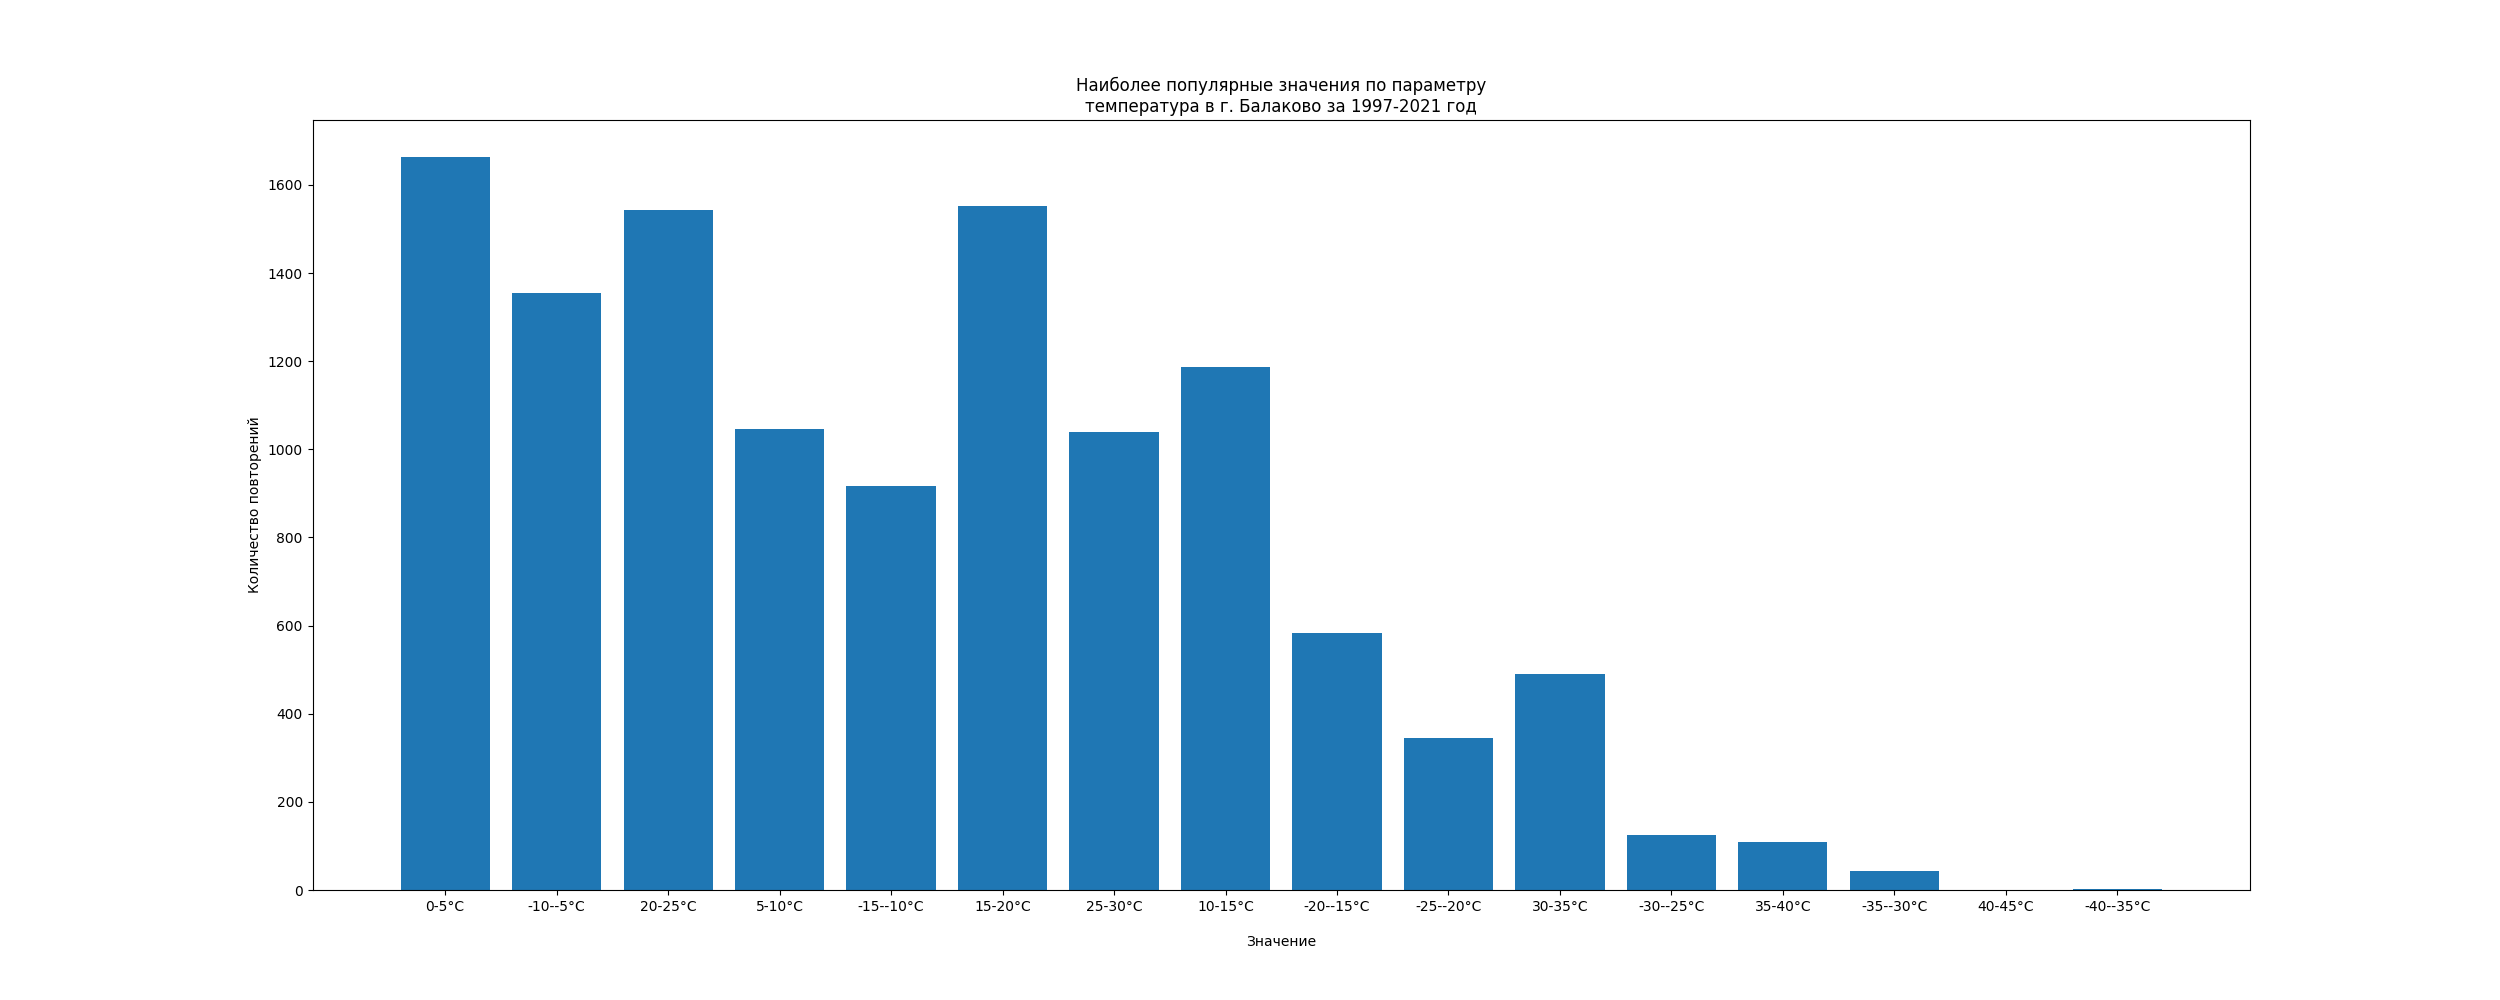 Наиболее популярные значения по параметру
температура в г. Балаково за 1997-2021 год
1600
1400
1200
1000
800
600
400
200
0
Количество повторений
0-5°C
-10--5°C
20-25°C
5-10°C
-15--10°C
15-20°C
25-30°C
10-15°C
-20--15°C
-25--20°C
30-35°C
-30--25°C
35-40°C
-35--30°C
40-45°C
-40--35°C
Значение